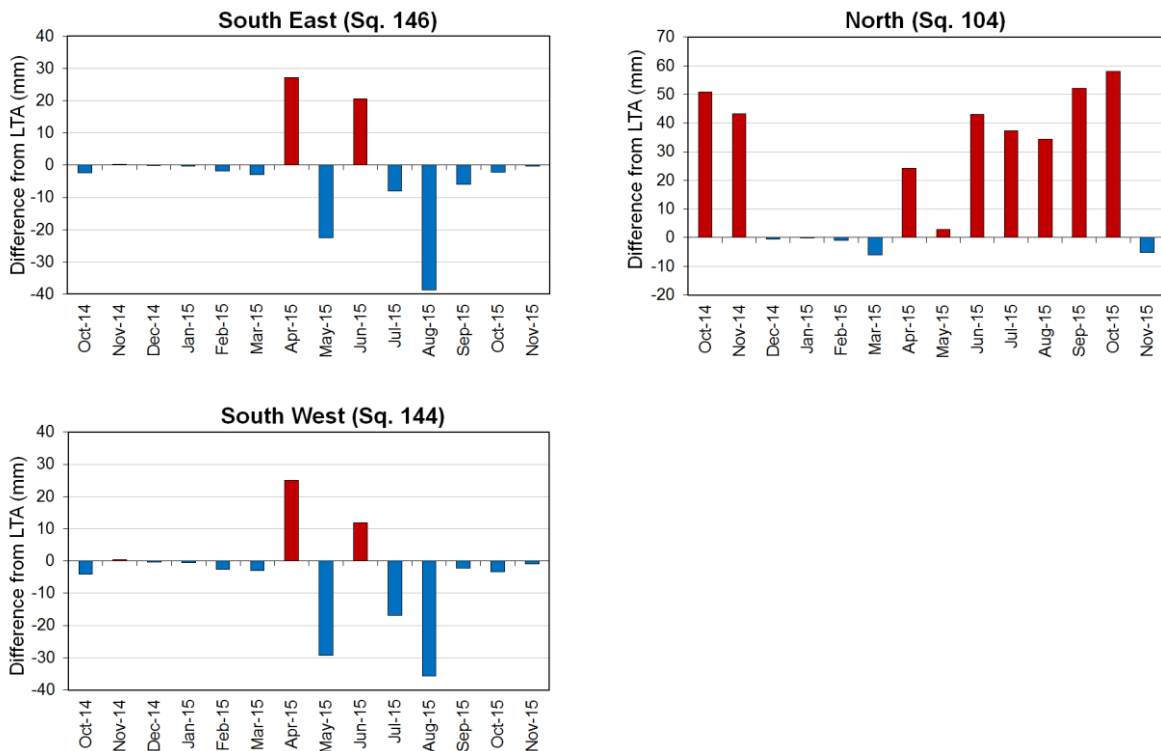 South East (Sq. 146)
Difference from LTA (mm)
40
30
20
10
0
-10
-20
-30
-40
Oct-14
Nov-14
Dec-14
Jan-15
Feb-15
Mar-15
Apr-15
May-15
Jun-15
Jul-15
Aug-15
Sep-15
Oct-15
Nov-15
North (Sq. 104)
Difference from LTA (mm)
70
60
50
40
30
20
10
0
-10
-20
Oct-14
Nov-14
Dec-14
Jan-15
Feb-15
Mar-15
Apr-15
May-15
Jun-15
Jul-15
Aug-15
Sep-15
Oct-15
Nov-15
South West (Sq. 144)
Difference from LTA (mm)
40
30
20
10
0
-10
-20
-30
-40
Oct-14
Nov-14
Dec-14
Jan-15
Feb-15
Mar-15
Apr-15
May-15
Jun-15
Jul-15
Aug-15
Sep-15
Oct-15
Nov-15